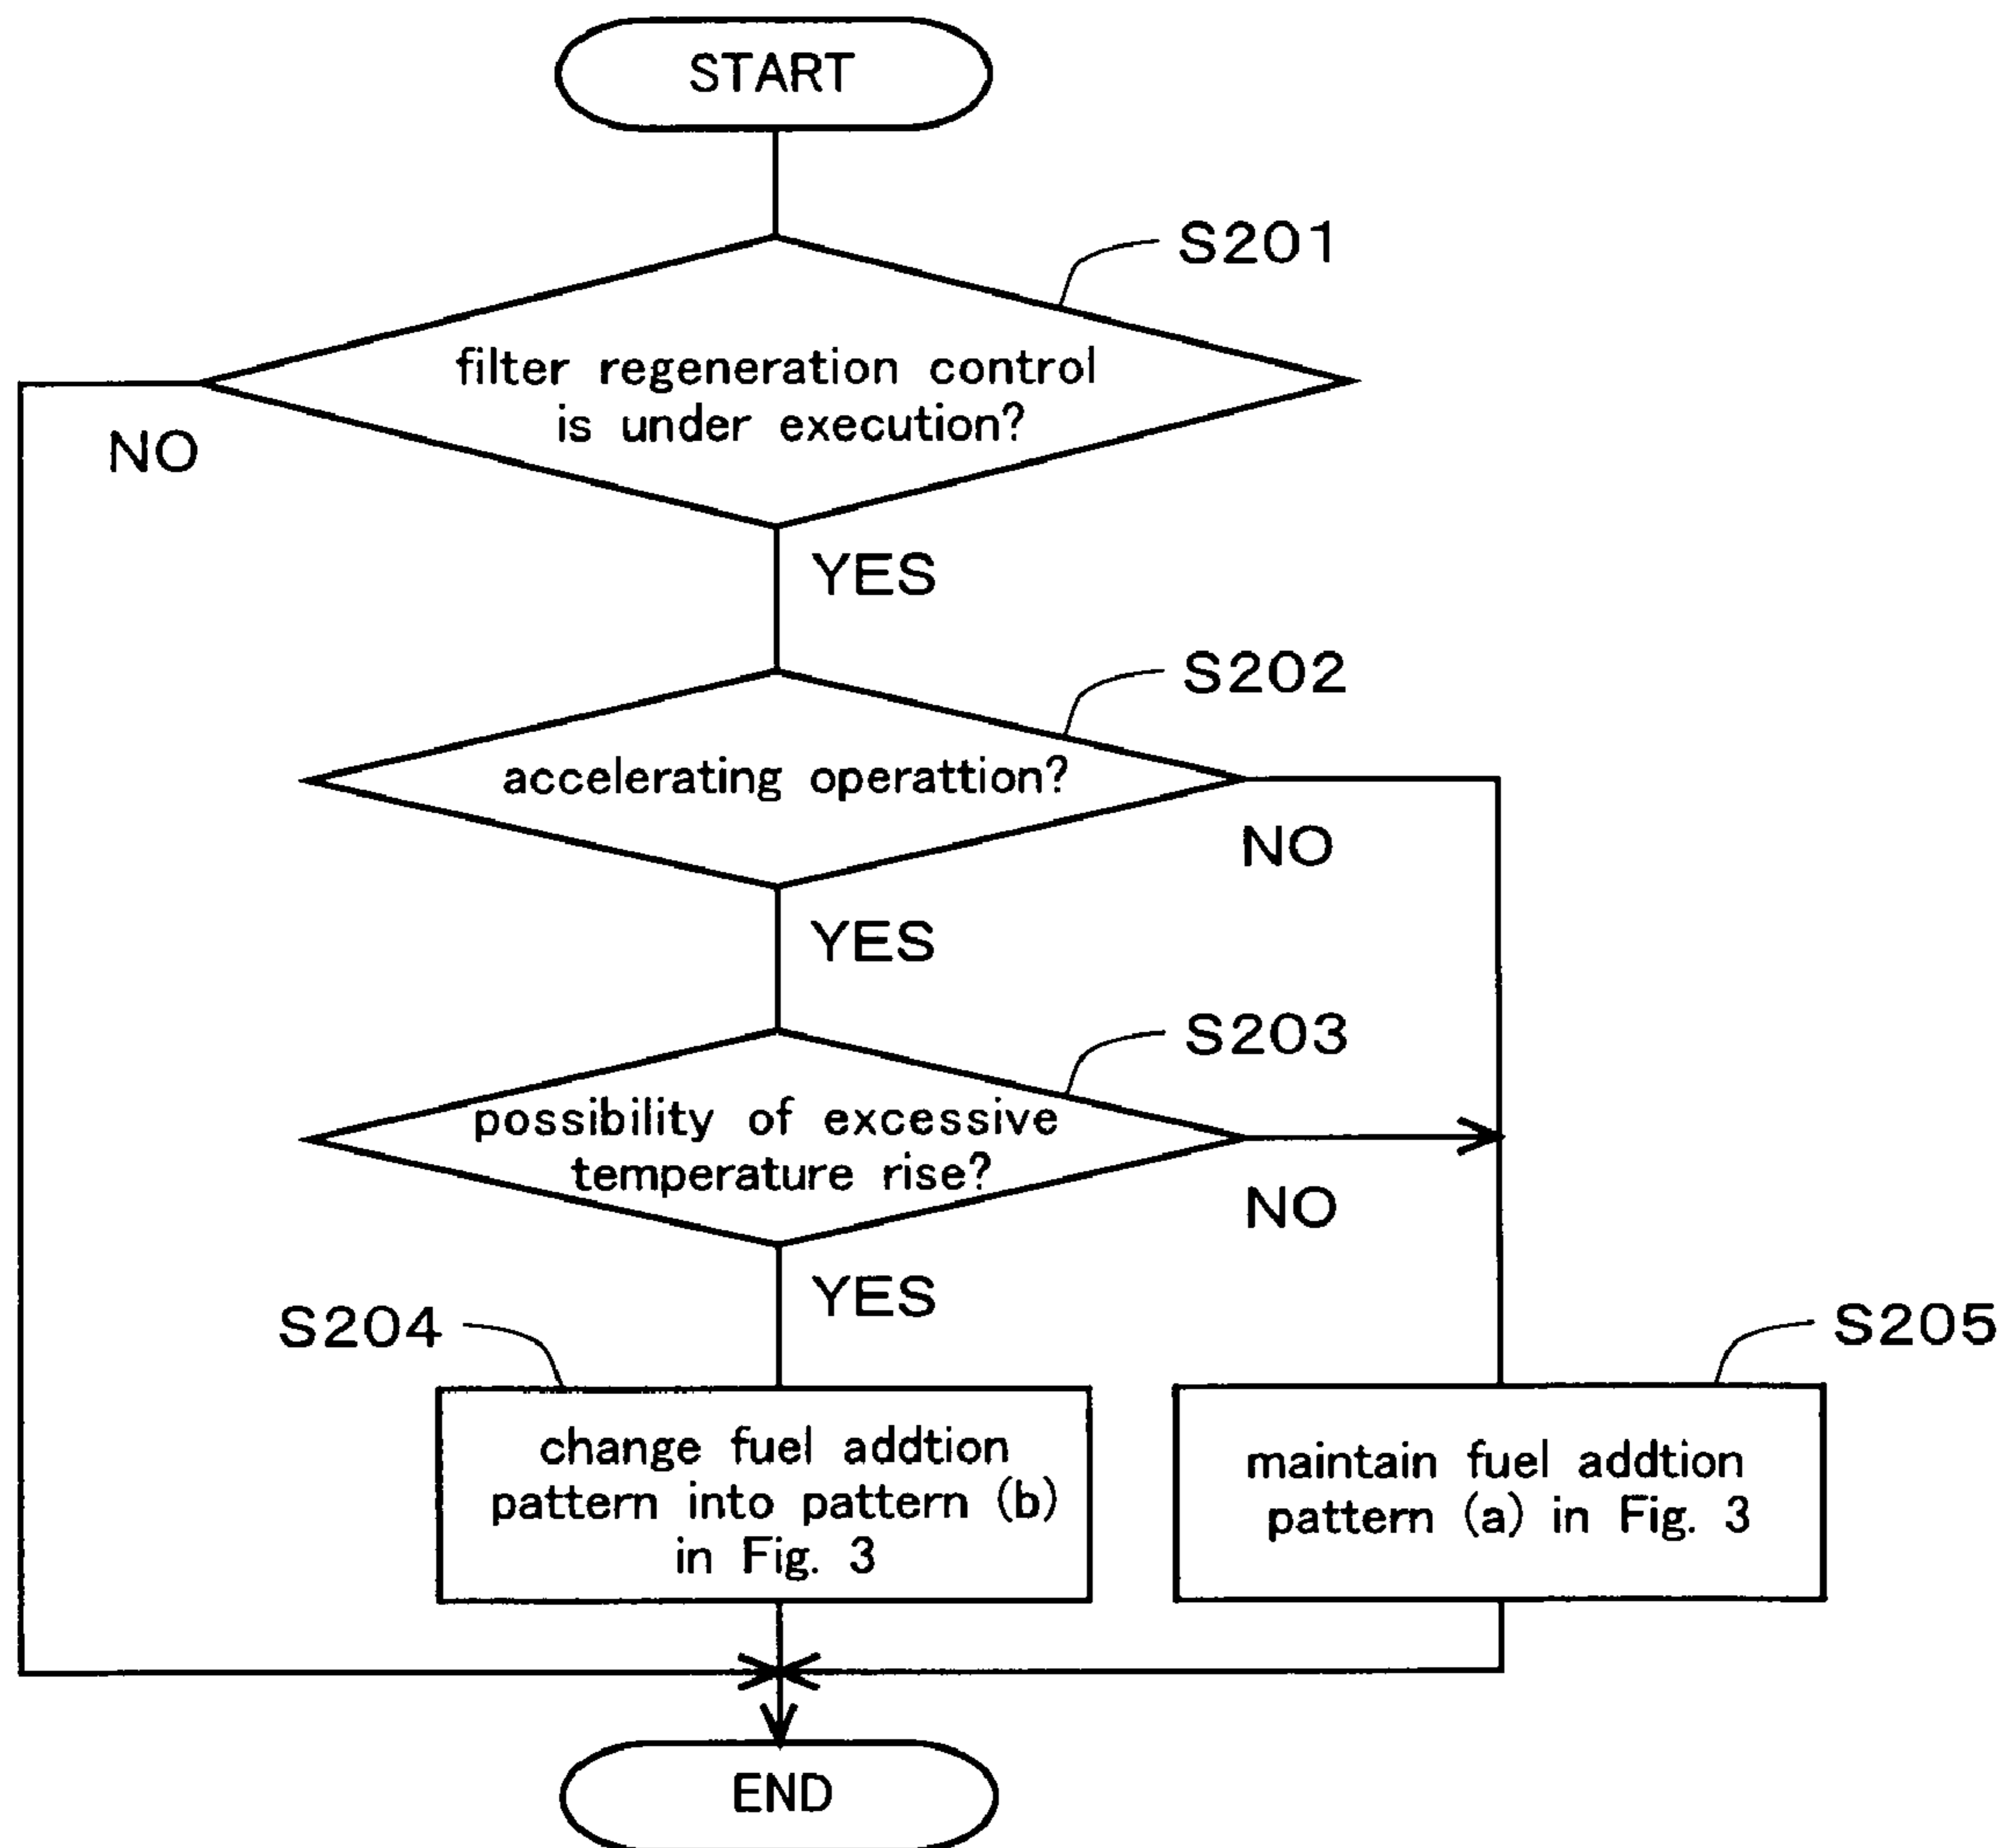 START
S201
filter regeneration control
is under execution?
NO
YES
S202
accelerating operattion?
NO
YES
S203
possibility of excessive
temperature rise?
NO
YES
S204
S205
change fuel addtion
pattern into pattern (b)
in Fig. 3
maintain fuel addtion
pattern (a) in Fig. 3
END